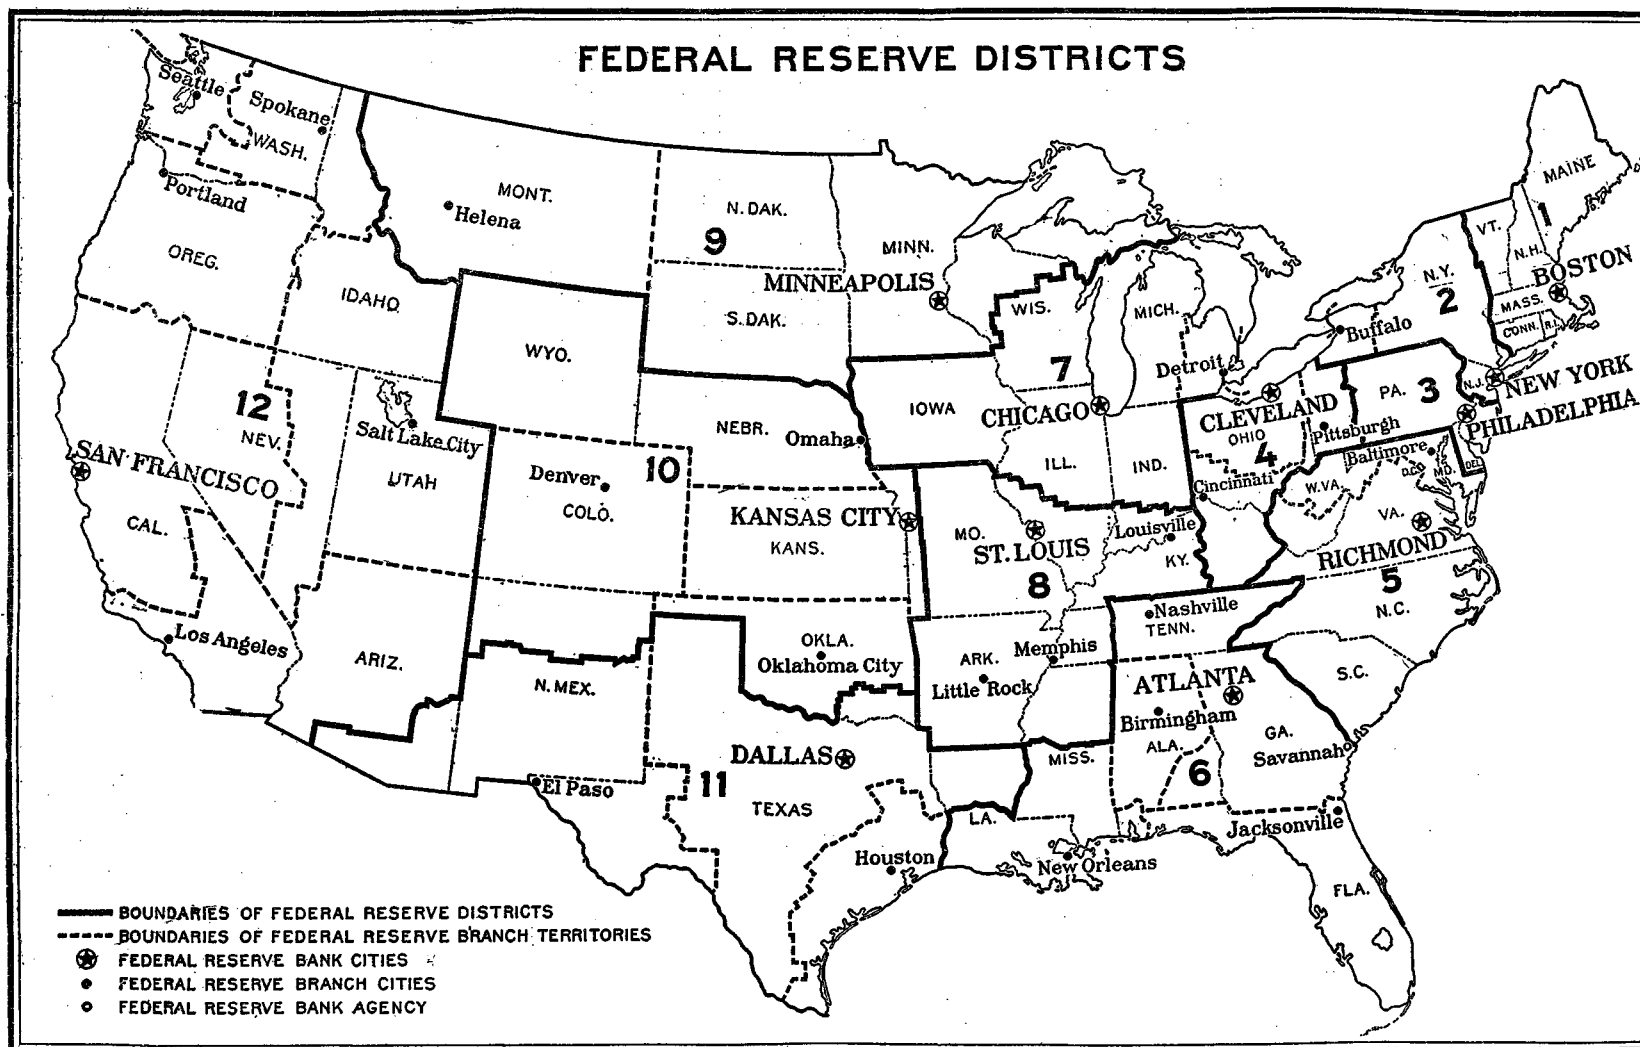 FEDERAL RESERVE DISTRICTS
Seattle
Spokane
WASH.
Portland
OREG.
IDAHO
MONT.
Helena
N. DAK.
9
MINN.
MINNEAPOLIS
S. DAK.
WYO.
WIS.
MICH.
7
Detroit
IOWA
CHICAGO
ILL.
IND.
MAINE
1
VT.
N.H.
BOSTON
MASS.
CONN.
R.I.
N.Y.
2
Buffalo
NEW YORK
N.J.
PA.
3
PHILADELPHIA
CLEVELAND
OHIO
4
Pittsburgh
Cincinnati
Baltimore
D.C.
MD.
DEL.
W.VA.
VA.
RICHMOND
5
N.C.
S.C.
12
NEV.
SAN FRANCISCO
CAL.
Los Angeles
Salt Lake City
UTAH
ARIZ.
NEBR.
Omaha
10
Denver
COLO.
KANSAS CITY
KANS.
MO.
ST. LOUIS
8
Louisville
KY.
Nashville
TENN.
Memphis
ARK.
Little Rock
OKLA.
Oklahoma City
N. MEX.
El Paso
DALLAS
11
TEXAS
Houston
LA.
New Orleans
MISS.
ATLANTA
Birmingham
ALA.
6
GA.
Savannah
Jacksonville
FLA.
BOUNDARIES OF FEDERAL RESERVE DISTRICTS
BOUNDARIES OF FEDERAL RESERVE BRANCH TERRITORIES
FEDERAL RESERVE BANK CITIES
FEDERAL RESERVE BRANCH CITIES
FEDERAL RESERVE BANK AGENCY